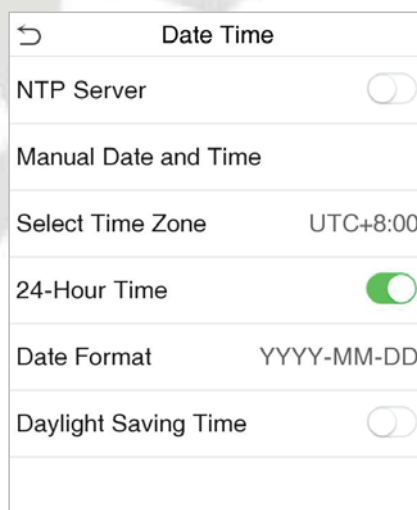 Date Time
NTP Server
Manual Date and Time
Select Time Zone UTC+8:00
24-Hour Time
Date Format YYYY-MM-DD
Daylight Saving Time